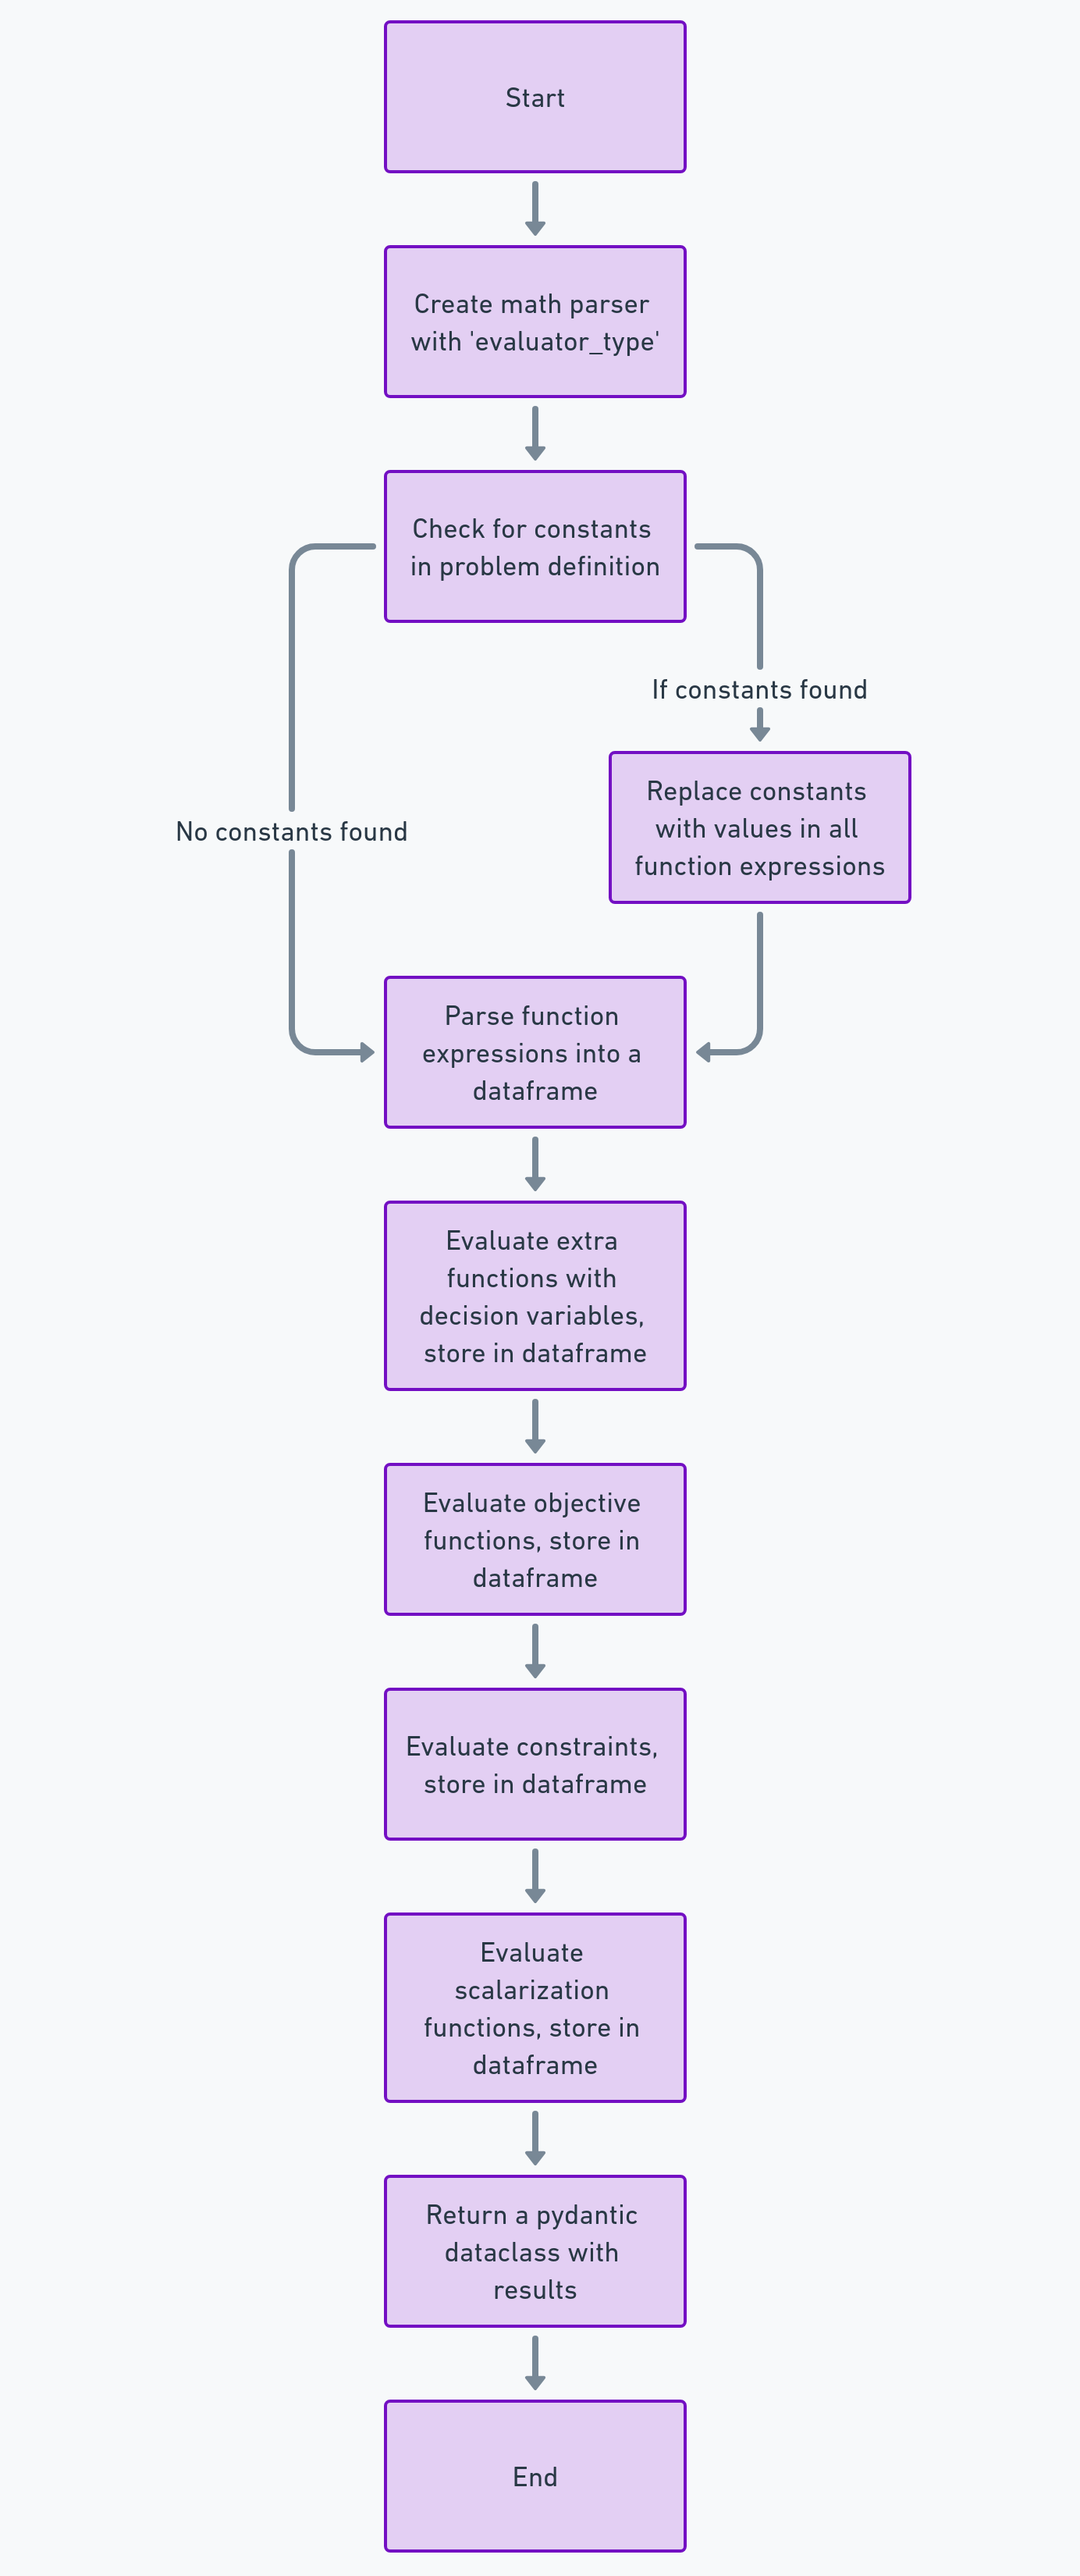 Start
Create math parser
with 'evaluator_type'
Check for constants
in problem definition
If constants found
Replace constants
with values in all
function expressions
No constants found
Parse function
expressions into a
dataframe
Evaluate extra
functions with
decision variables,
store in dataframe
Evaluate objective
functions, store in
dataframe
Evaluate constraints,
store in dataframe
Evaluate
scalarization
functions, store in
dataframe
Return a pydantic
dataclass with
results
End